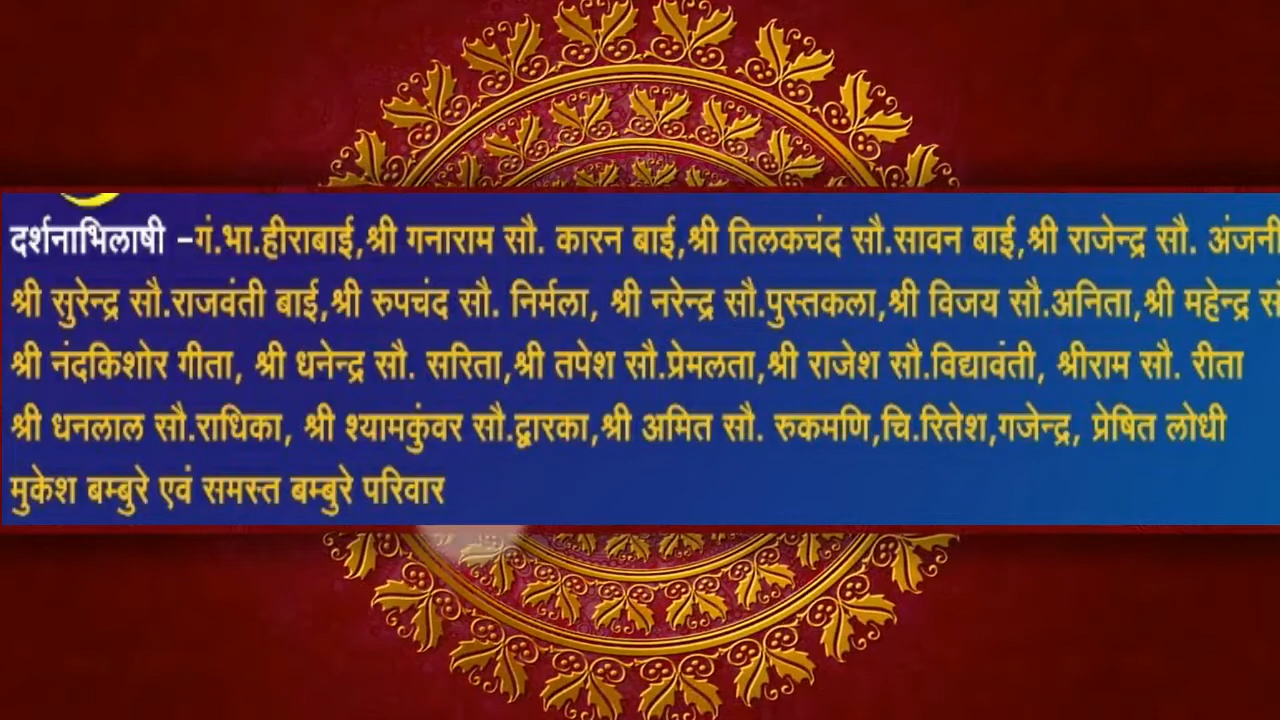 दर्शनाभिलाषी –गं.भा.हीराबाई,श्री गनाराम सौ. कारन बाई,श्री तिलकचंद सौ.सावन बाई,श्री राजेन्द्र सौ. अंजनी
श्री सुरेन्द्र सौ.राजवंती बाई,श्री रुपचंद सौ. निर्मला, श्री नरेन्द्र सौ.पुस्तकला,श्री विजय सौ.अनिता,श्री महेन्द्र
श्री नंदकिशोर गीता, श्री धनेन्द्र सौ. सरिता,श्री तपेश सौ.प्रेमलता,श्री राजेश सौ.विद्यावंती, श्रीराम सौ. रीता
श्री धनलाल सौ.राधिका, श्री श्यामकुंवर सौ.द्वारका,श्री अमित सौ. रुकमणि,चि.रितेश,गजेन्द्र, प्रेषित लोधी
मुकेश बम्बुरे एवं समस्त बम्बुरे परिवार